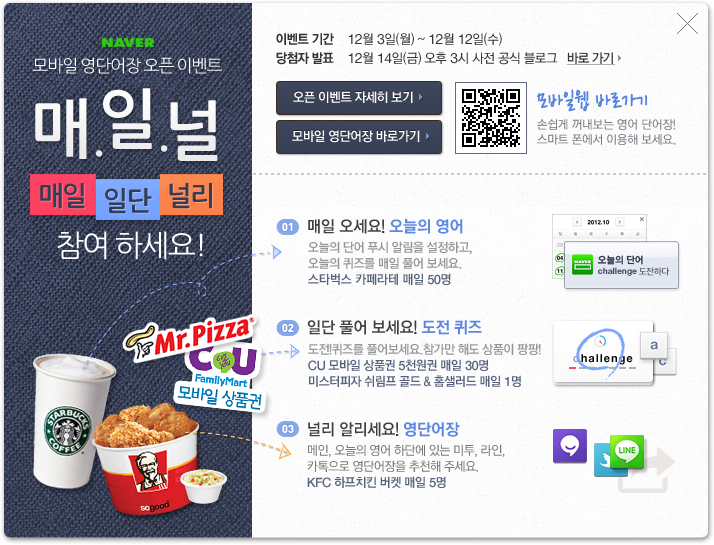 NAVER
모바일 영단어장 오픈 이벤트
매.일.널
매일 일단 널리
참여 하세요!
Mr.Pizza
CU
FamilyMart
모바일 상품권
STARBUCKS
COFFEE
KFC
so good
이벤트 기간 12월 3일(월) ~ 12월 12일(수)
당첨자 발표 12월 14일(금) 오후 3시 사전 공식 블로그 바로 가기
오픈 이벤트 자세히 보기
모바일 영단어장 바로가기
모바일웹 바로가기
손쉽게 꺼내보는 영어 단어장!
스마트 폰에서 이용해 보세요.
01 매일 오세요! 오늘의 영어
오늘의 단어 푸시 알림을 설정하고,
오늘의 퀴즈를 매일 풀어 보세요.
스타벅스 카페라테 매일 50명
2012.10
04
11
NAVER
오늘의 단어
challenge 도전하다
02 일단 풀어 보세요! 도전 퀴즈
도전!퀴즈를 풀어보세요.참가만 해도 상품이 팡팡!
CU 모바일 상품권 5천원권 매일 30명
미스터피자 쉬림프 골드 & 홈샐러드 매일 1명
challenge
a
c
03 널리 알리세요! 영단어장
메인, 오늘의 영어 하단에 있는 미투, 라인,
카톡으로 영단어장을 추천해 주세요.
KFC 하프치킨 버켓 매일 5명
LINE